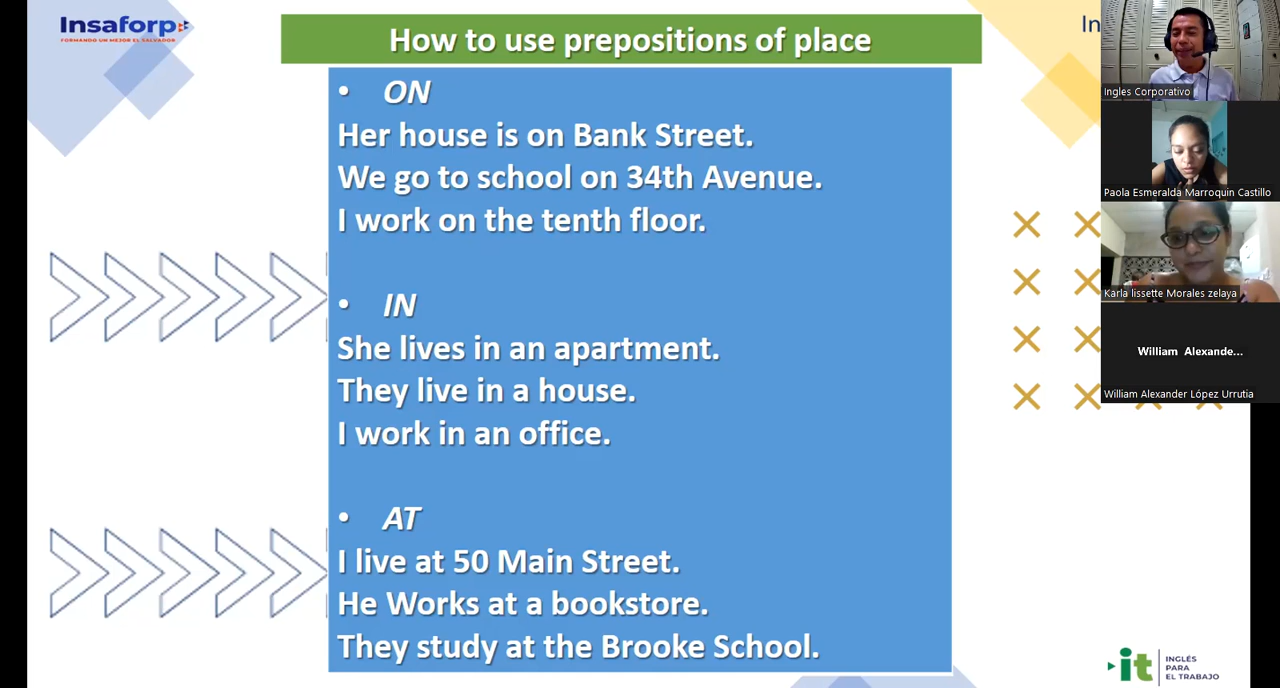 Insaforp
FORMANDO UN MEJOR EL SALVADOR
How to use prepositions of place
In
• ON
Her house is on Bank Street.
We go to school on 34th Avenue.
I work on the tenth floor.
• IN
She lives in an apartment.
They live in a house.
I work in an office.
• AT
I live at 50 Main Street.
He Works at a bookstore.
They study at the Brooke School.
Ingles Corporativo
Paola Esmeralda Marroquin Castillo
Karla lissette Morales zelaya
William Alexande...
William Alexander López Urrutia
it
INGLÉS
PARA
EL TRABAJO